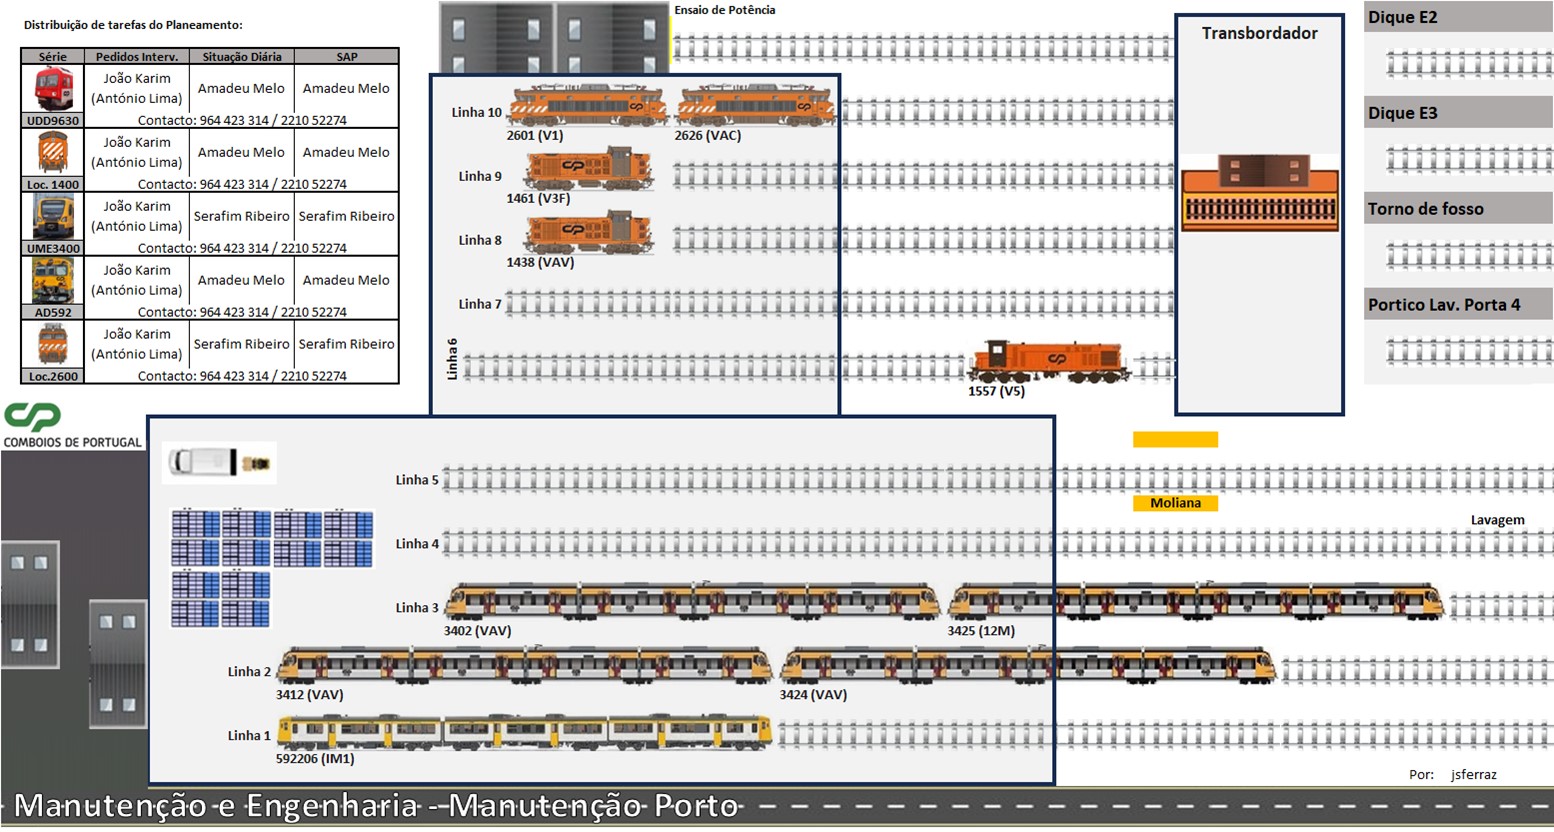 Distribuição de tarefas do Planeamento:
Série Pedidos Interv. Situação Diária SAP
UDD9630 João Karim (António Lima) Amadeu Melo Amadeu Melo
Contacto: 964 423 314 / 2210 52274
Loc. 1400 João Karim (António Lima) Amadeu Melo Amadeu Melo
Contacto: 964 423 314 / 2210 52274
UME3400 João Karim (António Lima) Serafim Ribeiro Serafim Ribeiro
Contacto: 964 423 314 / 2210 52274
AD592 João Karim (António Lima) Amadeu Melo Amadeu Melo
Contacto: 964 423 314 / 2210 52274
Loc.2600 João Karim (António Lima) Serafim Ribeiro Serafim Ribeiro
Contacto: 964 423 314 / 2210 52274
CP
COMBOIOS DE PORTUGAL
Ensaio de Potência
Linha 10
2601 (V1) 2626 (VAC)
Linha 9
1461 (V3F)
Linha 8
1438 (VAV)
Linha 7
Linha 6
1557 (V5)
Transbordador
Dique E2
Dique E3
Torno de fosso
Portico Lav. Porta 4
Linha 5
Moliana
Lavagem
Linha 4
Linha 3
3402 (VAV) 3425 (12M)
Linha 2
3412 (VAV) 3424 (VAV)
Linha 1
592206 (IM1)
Por: jsferraz
Manutenção e Engenharia - Manutenção Porto